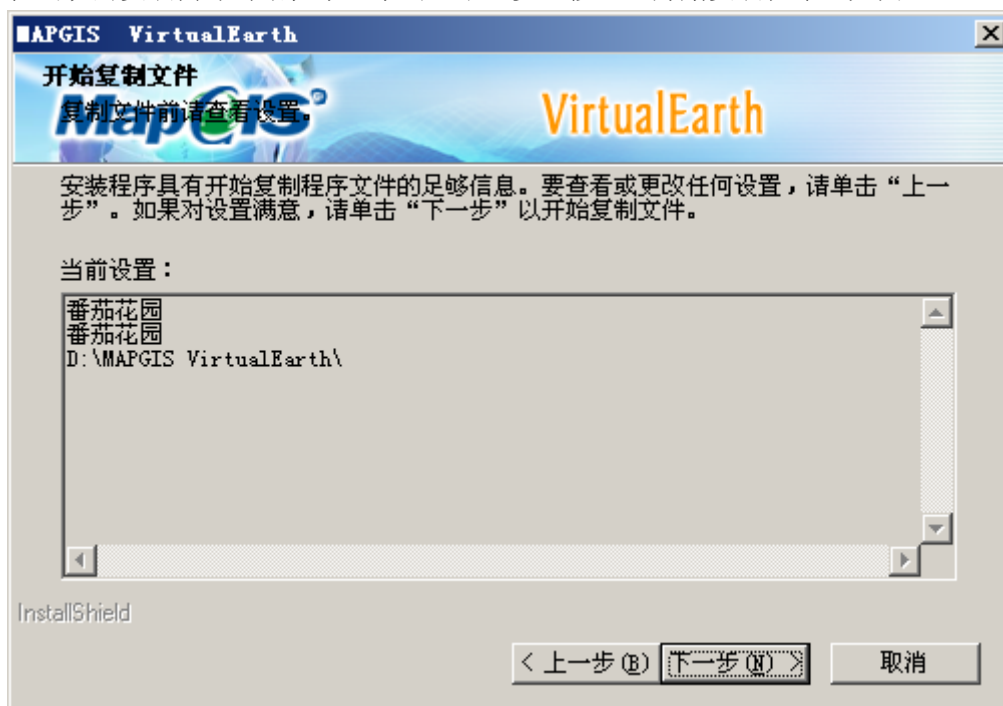 MAPGIS VirtualEarth
开始复制文件
复制文件前请查看设置。
MapGIS®
VirtualEarth
安装程序具有开始复制程序文件的足够信息。要查看或更改任何设置，请单击“上一
步”。如果对设置满意，请单击“下一步”以开始复制文件。
当前设置：
番茄花园
番茄花园
D:\MAPGIS VirtualEarth\
InstallShield
< 上一步(B) 下一步(N) > 取消